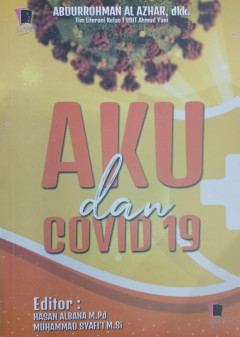 ABDURROHMAN AL AZHAR, dkk.
Tim Literasi Kelas 1 SDIT Ahmad Yani
AKU
dan
COVID 19
Editor :
HASAN ALBANA M.Pd
MUHAMMAD SYAFI'I M.Si